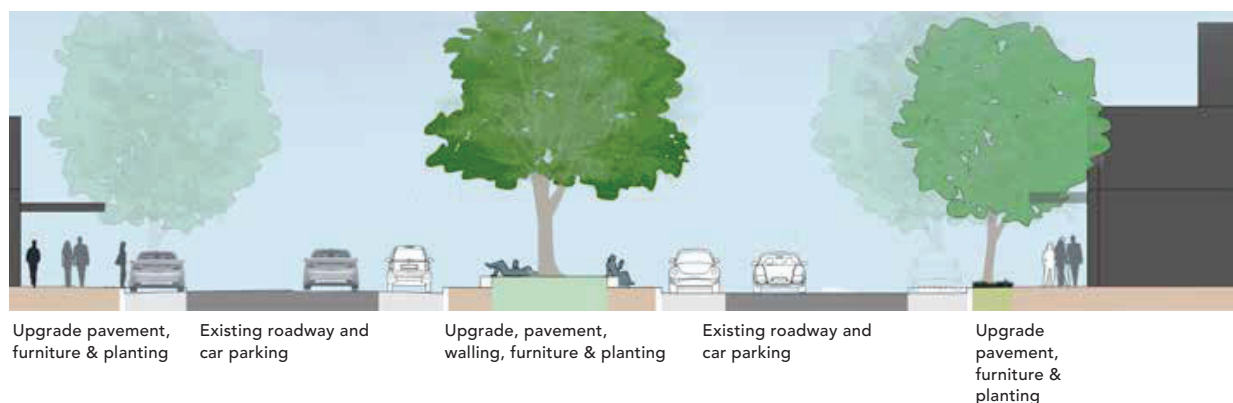 Upgrade pavement,
furniture & planting
Existing roadway and
car parking
Upgrade, pavement,
walling, furniture & planting
Existing roadway and
car parking
Upgrade
pavement,
furniture &
planting